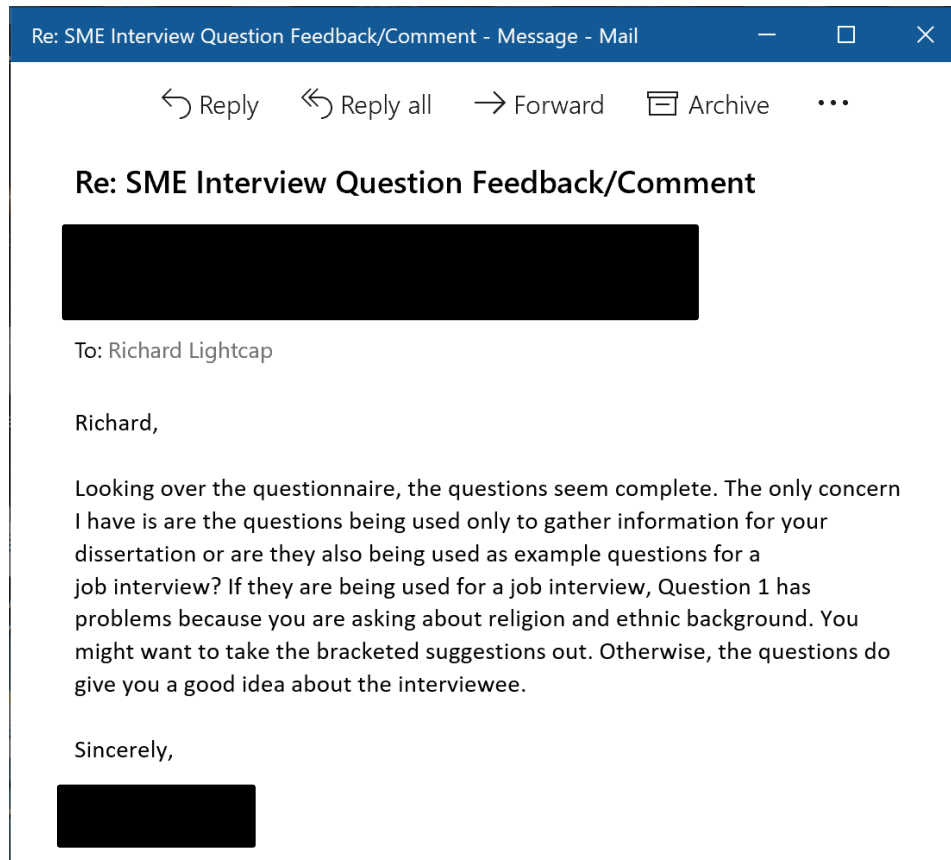 Re: SME Interview Question Feedback/Comment - Message - Mail
Reply Reply all Forward Archive
Re: SME Interview Question Feedback/Comment
To: Richard Lightcap
Richard,
Looking over the questionnaire, the questions seem complete. The only concern
I have is are the questions being used only to gather information for your
dissertation or are they also being used as example questions for a
job interview? If they are being used for a job interview, Question 1 has
problems because you are asking about religion and ethnic background. You
might want to take the bracketed suggestions out. Otherwise, the questions do
give you a good idea about the interviewee.
Sincerely,